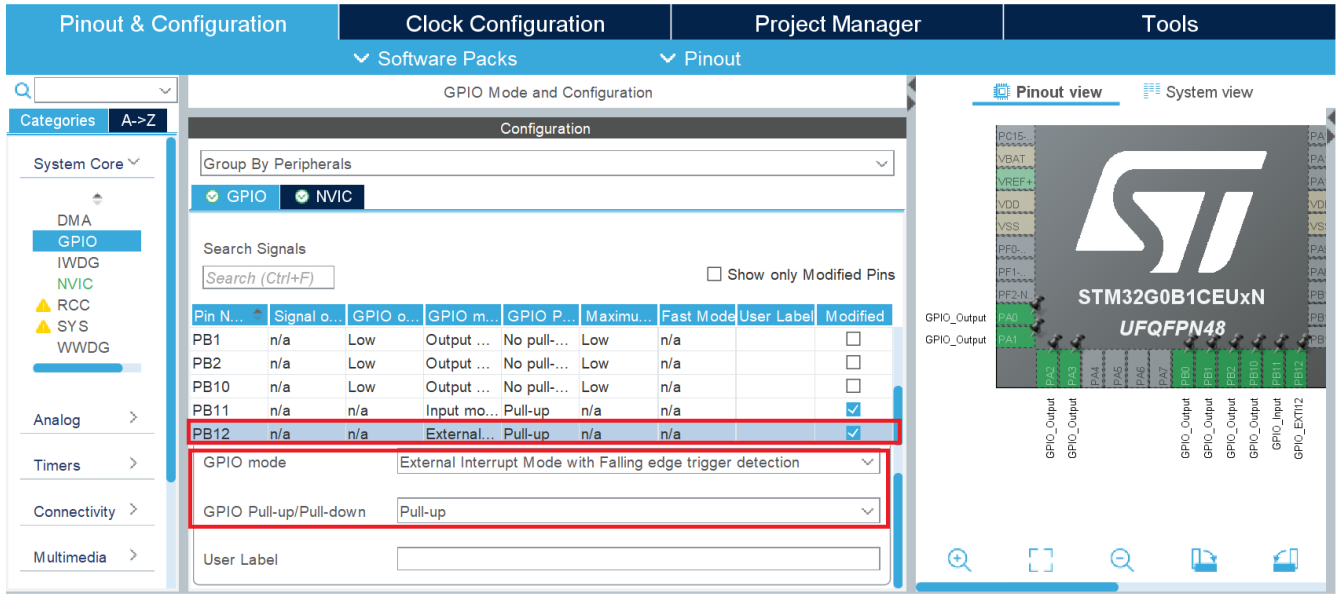 Pinout & Configuration Clock Configuration Project Manager Tools
Software Packs Pinout
GPIO Mode and Configuration
Configuration
Categories A->Z
System Core
DMA
GPIO
IWDG
NVIC
RCC
SYS
WWDG
Analog
Timers
Connectivity
Multimedia
Group By Peripherals
GPIO NVIC
Search Signals
Search (Ctrl+F)
Show only Modified Pins
Pin N... Signal o... GPIO o... GPIO m... GPIO P... Maximu... Fast Mode User Label Modified
PB1 n/a Low Output ... No pull-... Low n/a
PB2 n/a Low Output ... No pull-... Low n/a
PB10 n/a Low Output ... No pull-... Low n/a
PB11 n/a n/a Input mo... Pull-up n/a n/a
PB12 n/a n/a External... Pull-up n/a n/a
GPIO mode External Interrupt Mode with Falling edge trigger detection
GPIO Pull-up/Pull-down Pull-up
User Label
Pinout view System view
PC15-..
VBAT
VREF+
VDD
VSS
PF0-..
PF1-..
PF2-N..
GPIO_Output PA0
GPIO_Output PA1
STM32G0B1CEUxN
UFQFPN48
PA2 PA3 PA4 PA5 PA6 PA7 PB0 PB1 PB2 PB10 PB11 PB12
GPIO_Output
GPIO_Output
GPIO_Output
GPIO_Output
GPIO_Output
GPIO_Output
GPIO_Input
GPIO_EXTI12